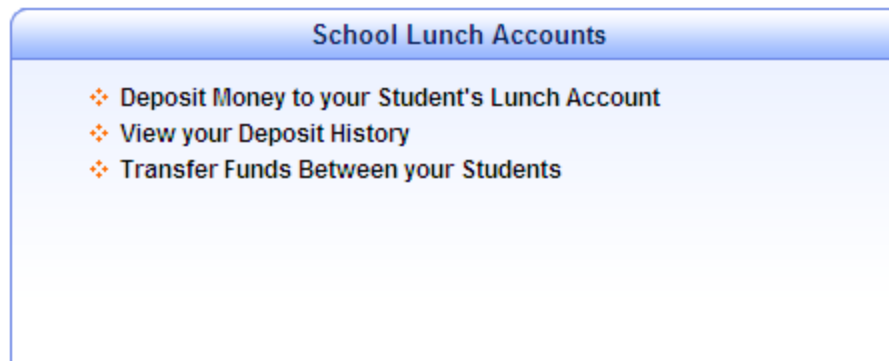 School Lunch Accounts
Deposit Money to your Student's Lunch Account
View your Deposit History
Transfer Funds Between your Students